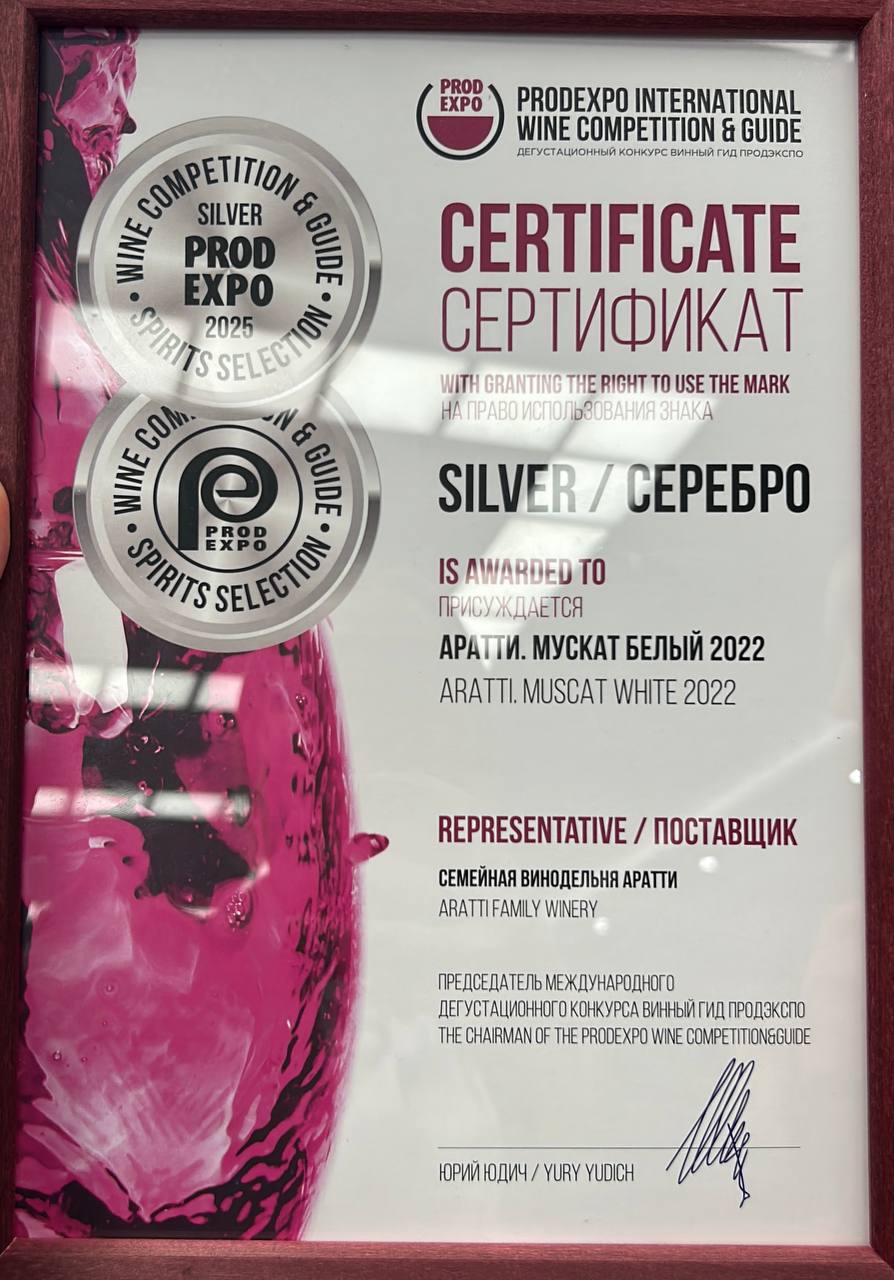 PROD
EXPO
PRODEXPO INTERNATIONAL
WINE COMPETITION & GUIDE
ДЕГУСТАЦИОННЫЙ КОНКУРС ВИННЫЙ ГИД ПРОДЭКСПО
WINE COMPETITION & GUIDE
SILVER
PROD
EXPO
2025
SPIRITS SELECTION
CERTIFICATE
СЕРТИФИКАТ
WITH GRANTING THE RIGHT TO USE THE MARK
НА ПРАВО ИСПОЛЬЗОВАНИЯ ЗНАКА
WINE COM ON & GUIDE
PROD
EXPO
SPIRITS SELECTION
SILVER / СЕРЕБРО
IS AWARDED TO
ПРИСУЖДАЕТСЯ
АРАТТИ. МУСКАТ БЕЛЫЙ 2022
ARATTI. MUSCAT WHITE 2022
REPRESENTATIVE / ПОСТАВЩИК
СЕМЕЙНАЯ ВИНОДЕЛЬНЯ АРАТТИ
ARATTI FAMILY WINERY
ПРЕДСЕДАТЕЛЬ МЕЖДУНАРОДНОГО
ДЕГУСТАЦИОННОГО КОНКУРСА ВИННЫЙ ГИД ПРОДЭКСПО
THE CHAIRMAN OF THE PRODEXPO WINE COMPETITION&GUIDE
ЮРИЙ ЮДИЧ / YURY YUDICH